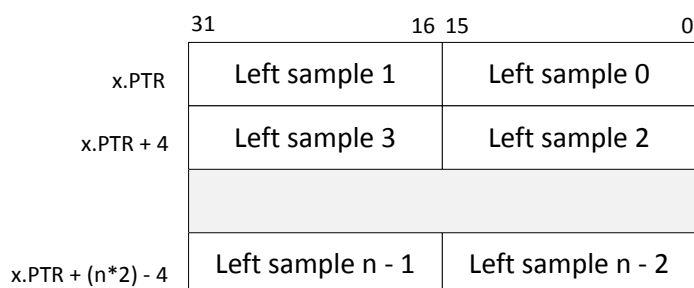 31 16 15 0
x.PTR Left sample 1 Left sample 0
x.PTR + 4 Left sample 3 Left sample 2
x.PTR + (n*2) - 4 Left sample n - 1 Left sample n - 2